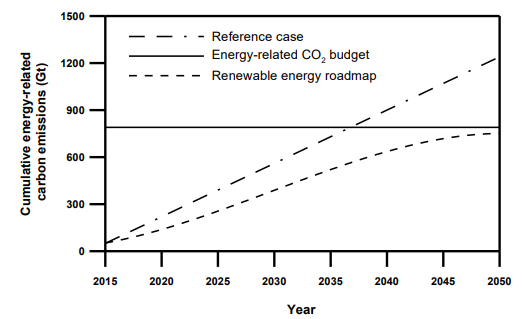 1500
1200
900
600
300
0
Cumulative energy-related
carbon emissions (Gt)
Reference case
Energy-related CO₂ budget
Renewable energy roadmap
2015 2020 2025 2030 2035 2040 2045 2050
Year